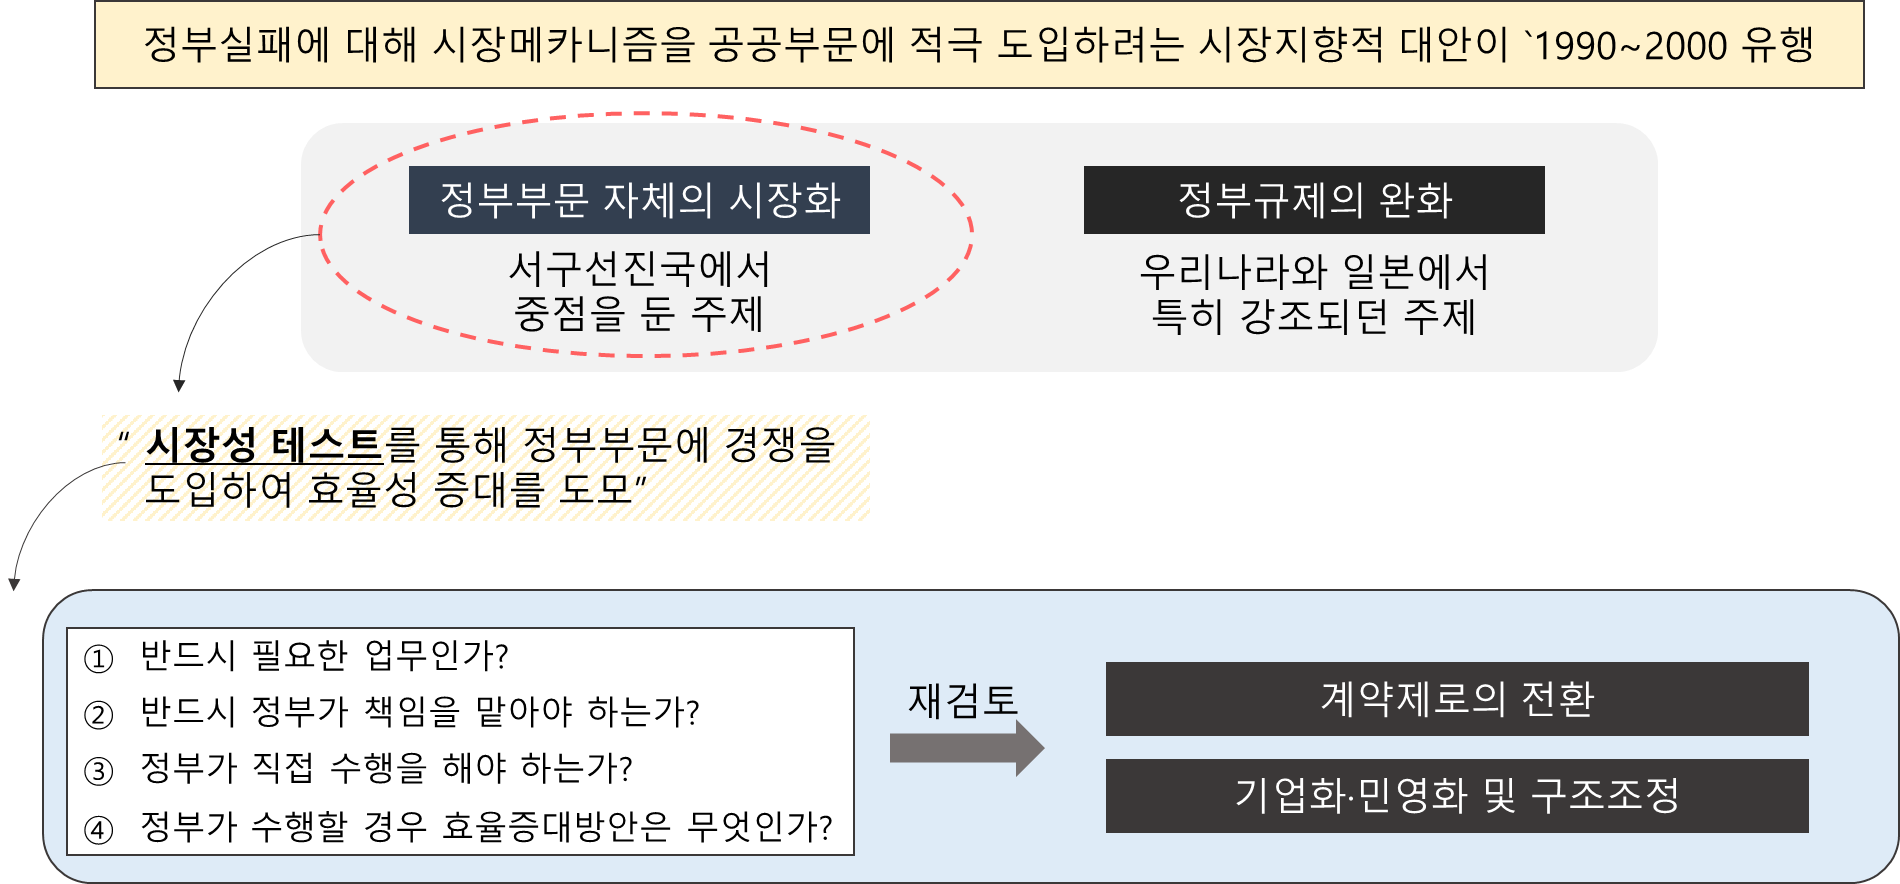 정부실패에 대해 시장메카니즘을 공공부문에 적극 도입하려는 시장지향적 대안이 `1990~2000 유행
정부부문 자체의 시장화
서구선진국에서
중점을 둔 주제
정부규제의 완화
우리나라와 일본에서
특히 강조되던 주제
“ 시장성 테스트를 통해 정부부문에 경쟁을
도입하여 효율성 증대를 도모”
① 반드시 필요한 업무인가?
② 반드시 정부가 책임을 맡아야 하는가?
③ 정부가 직접 수행을 해야 하는가?
④ 정부가 수행할 경우 효율증대방안은 무엇인가?
재검토
계약제로의 전환
기업화·민영화 및 구조조정